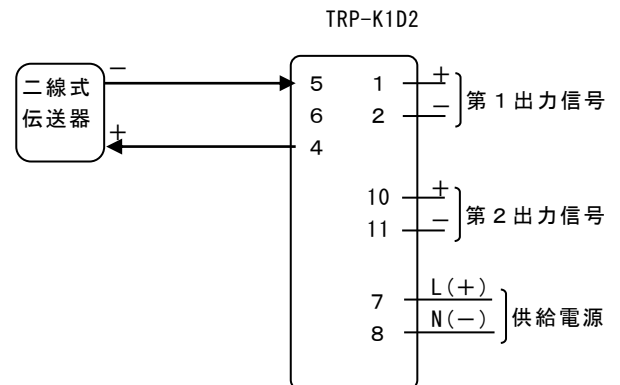 TRP-K1D2
二線式
伝送器
－
＋
5
6
4
1
2
＋
－
第1出力信号
10
11
＋
－
第2出力信号
7
8
L(＋)
N(－)
供給電源